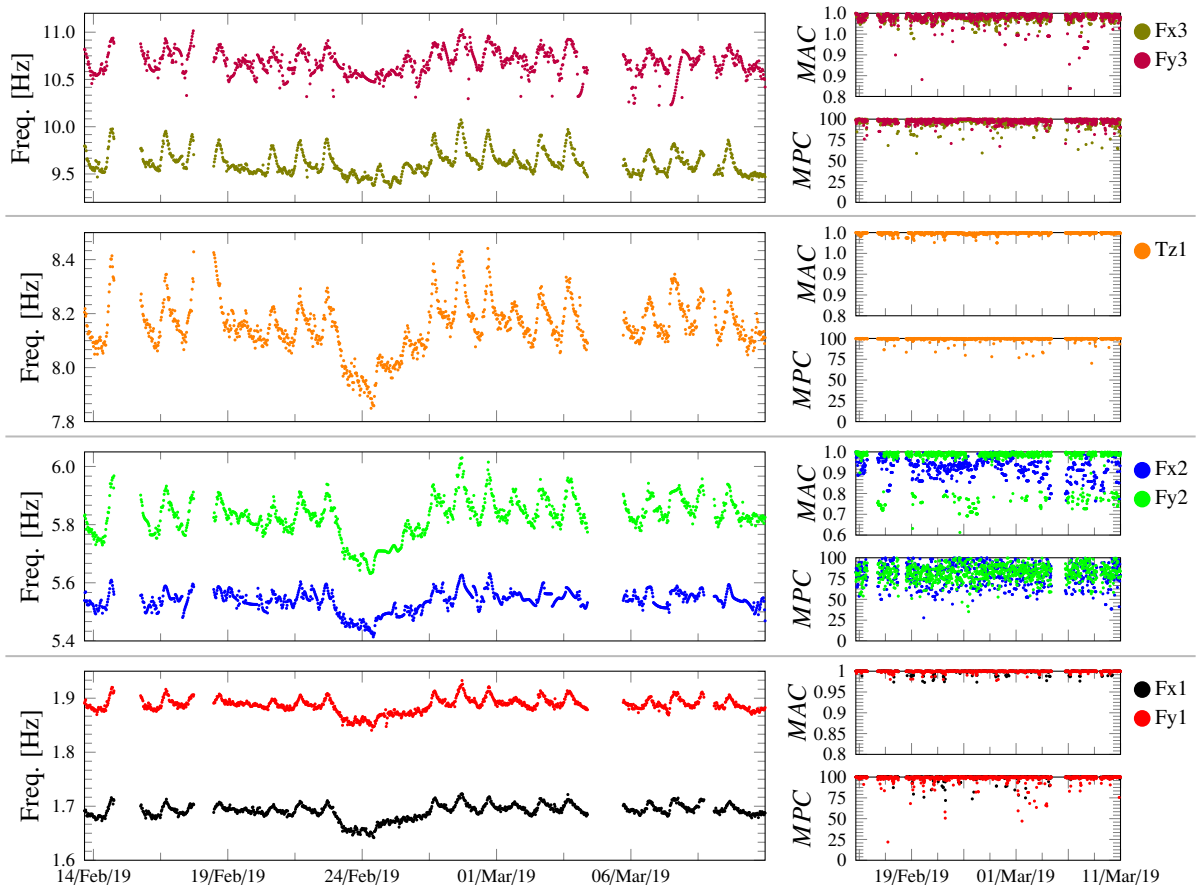 Freq. [Hz]
11.0
10.5
10.0
9.5
MAC
1.0
0.9
0.9
0.8
MPC
100
75
50
25
0
Fx3
Fy3
Freq. [Hz]
8.4
8.2
8.0
7.8
MAC
1.0
0.9
0.9
0.8
MPC
100
75
50
25
0
Tz1
Freq. [Hz]
6.0
5.8
5.6
5.4
MAC
1.0
0.9
0.8
0.7
0.6
MPC
100
75
50
25
0
Fx2
Fy2
Freq. [Hz]
1.9
1.8
1.7
1.6
14/Feb/19 19/Feb/19 24/Feb/19 01/Mar/19 06/Mar/19
MAC
1
0.95
0.9
0.8
MPC
100
75
50
25
0
19/Feb/19 01/Mar/19 11/Mar/19
Fx1
Fy1